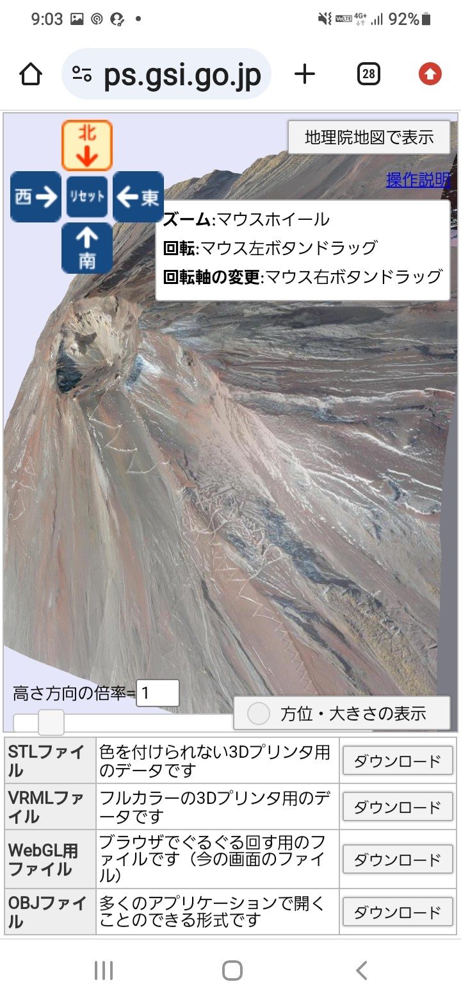 9:03
VoLTE 4G+ 92%
ps.gsi.go.jp
28
北
地理院地図で表示
西 リセット 東
操作説明
南
ズーム:マウスホイール
回転:マウス左ボタンドラッグ
回転軸の変更:マウス右ボタンドラッグ
高さ方向の倍率= 1
方位・大きさの表示
STLファイ
ル
色を付けられない3Dプリンタ用
のデータです
ダウンロード
VRMLファ
イル
フルカラーの3Dプリンタ用のデ
ータです
ダウンロード
WebGL用
ファイル
ブラウザでぐるぐる回す用のフ
ァイルです（今の画面のファイ
ル）
ダウンロード
OBJファイ
ル
多くのアプリケーションで開く
ことのできる形式です
ダウンロード